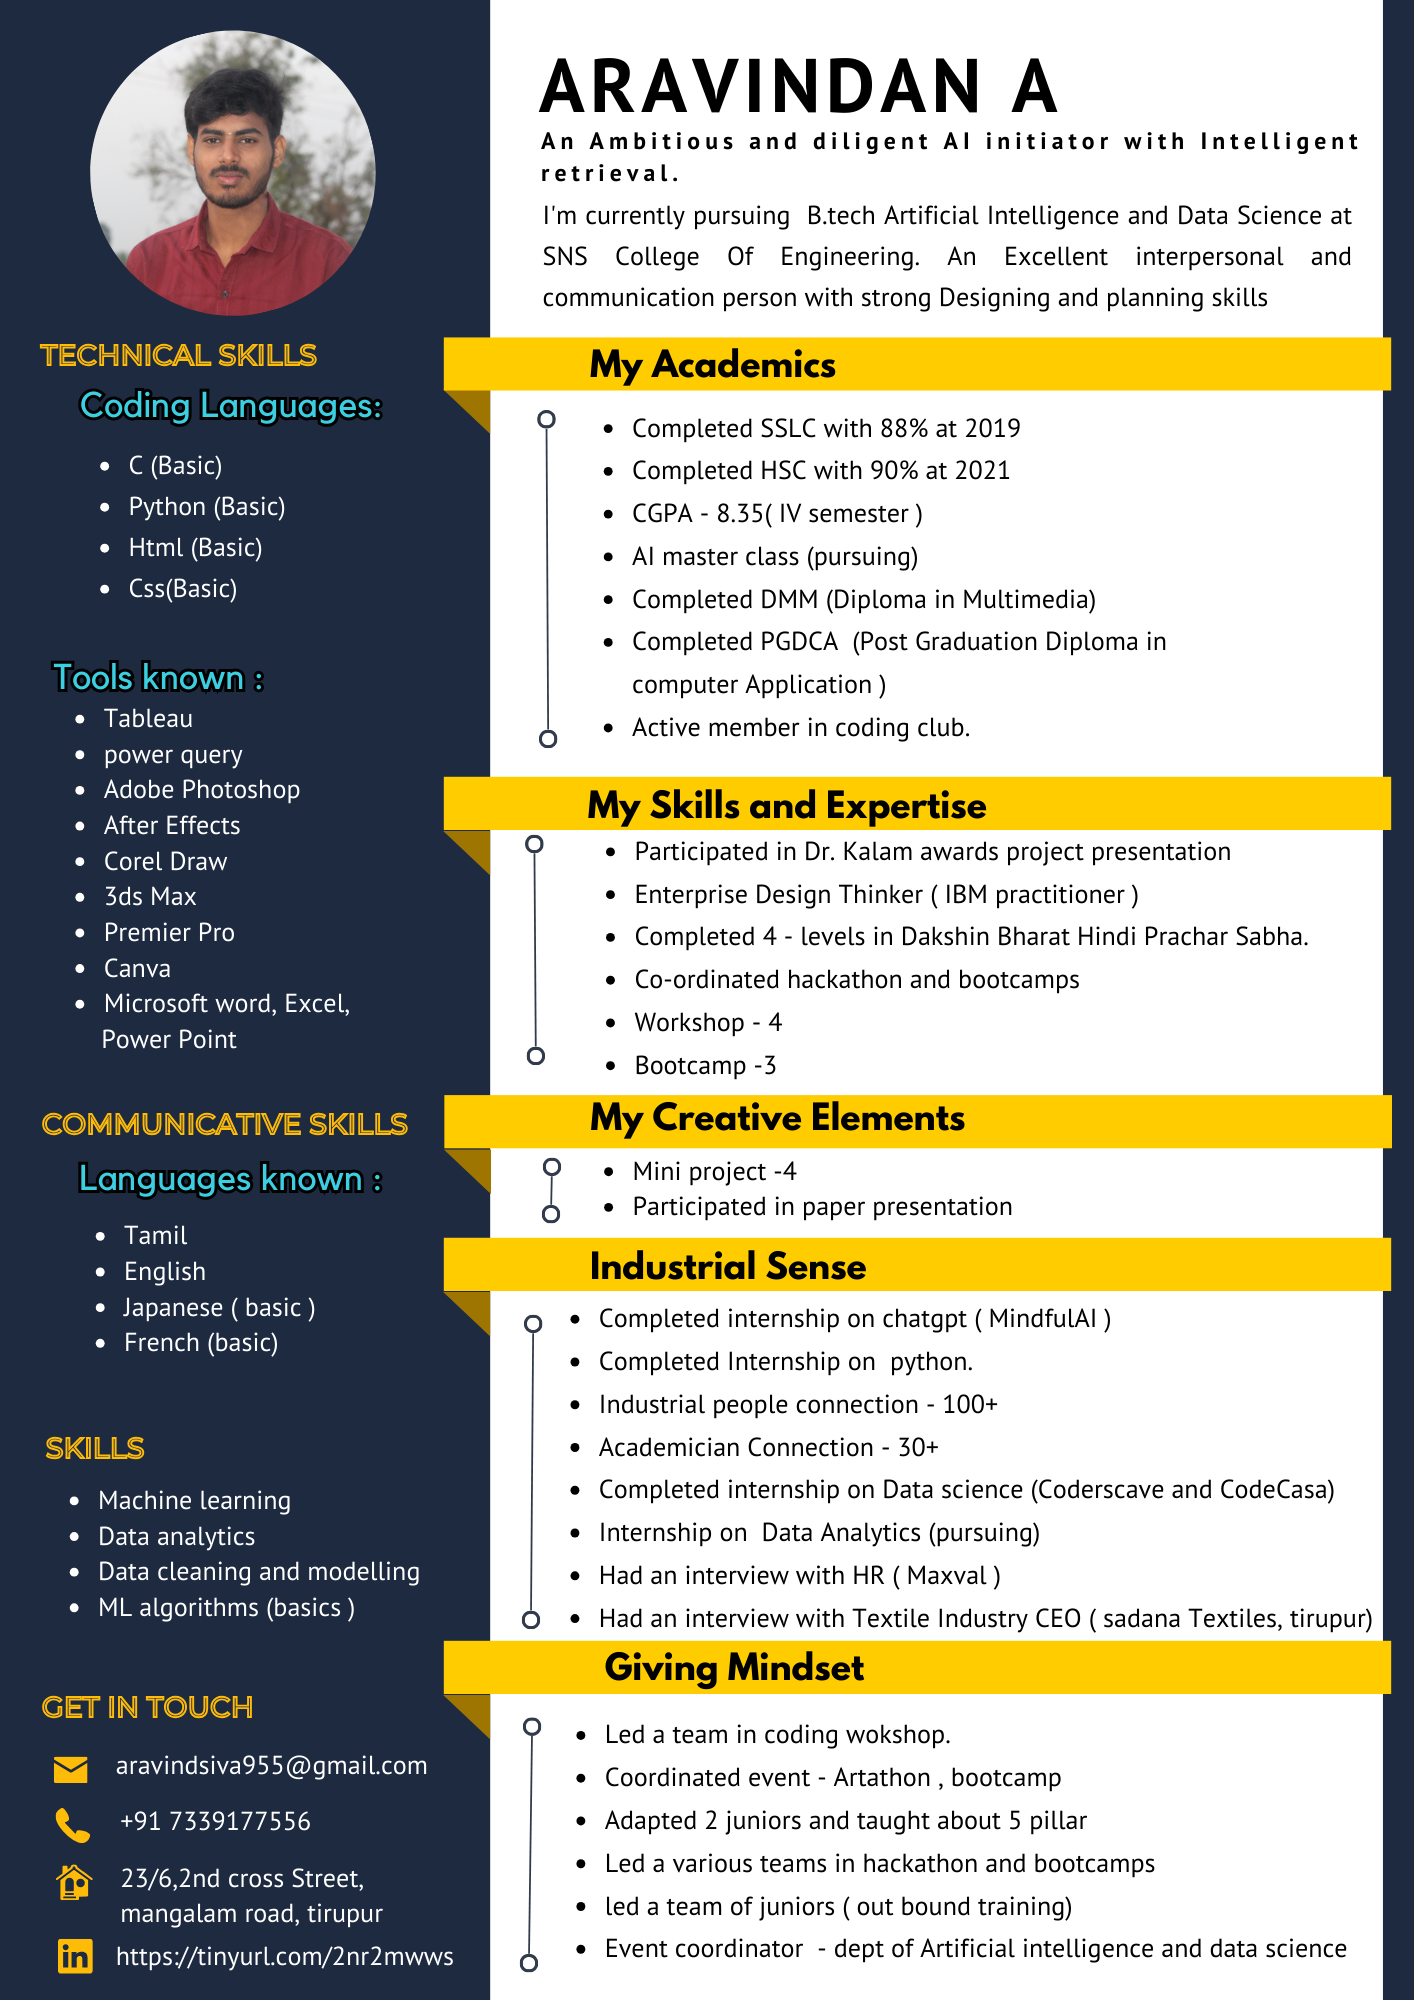 ARAVINDAN A
An Ambitious and diligent AI initiator with Intelligent
retrieval.
I'm currently pursuing B.tech Artificial Intelligence and Data Science at
SNS College Of Engineering. An Excellent interpersonal and
communication person with strong Designing and planning skills
TECHNICAL SKILLS
Coding Languages:
• C (Basic)
• Python (Basic)
• Html (Basic)
• Css(Basic)
Tools known :
• Tableau
• power query
• Adobe Photoshop
• After Effects
• Corel Draw
• 3ds Max
• Premier Pro
• Canva
• Microsoft word, Excel,
Power Point
COMMUNICATIVE SKILLS
Languages known :
• Tamil
• English
• Japanese ( basic )
• French (basic)
SKILLS
• Machine learning
• Data analytics
• Data cleaning and modelling
• ML algorithms (basics )
GET IN TOUCH
aravindsiva955@gmail.com
+91 7339177556
23/6,2nd cross Street,
mangalam road, tirupur
https://tinyurl.com/2nr2mwws
My Academics
• Completed SSLC with 88% at 2019
• Completed HSC with 90% at 2021
• CGPA - 8.35( IV semester )
• AI master class (pursuing)
• Completed DMM (Diploma in Multimedia)
• Completed PGDCA (Post Graduation Diploma in
computer Application )
• Active member in coding club.
My Skills and Expertise
• Participated in Dr. Kalam awards project presentation
• Enterprise Design Thinker ( IBM practitioner )
• Completed 4 - levels in Dakshin Bharat Hindi Prachar Sabha.
• Co-ordinated hackathon and bootcamps
• Workshop - 4
• Bootcamp -3
My Creative Elements
• Mini project -4
• Participated in paper presentation
Industrial Sense
• Completed internship on chatgpt ( MindfulAI )
• Completed Internship on python.
• Industrial people connection - 100+
• Academician Connection - 30+
• Completed internship on Data science (Coderscave and CodeCasa)
• Internship on Data Analytics (pursuing)
• Had an interview with HR ( Maxval )
• Had an interview with Textile Industry CEO ( sadana Textiles, tirupur)
Giving Mindset
• Led a team in coding wokshop.
• Coordinated event - Artathon , bootcamp
• Adapted 2 juniors and taught about 5 pillar
• Led a various teams in hackathon and bootcamps
• led a team of juniors ( out bound training)
• Event coordinator - dept of Artificial intelligence and data science